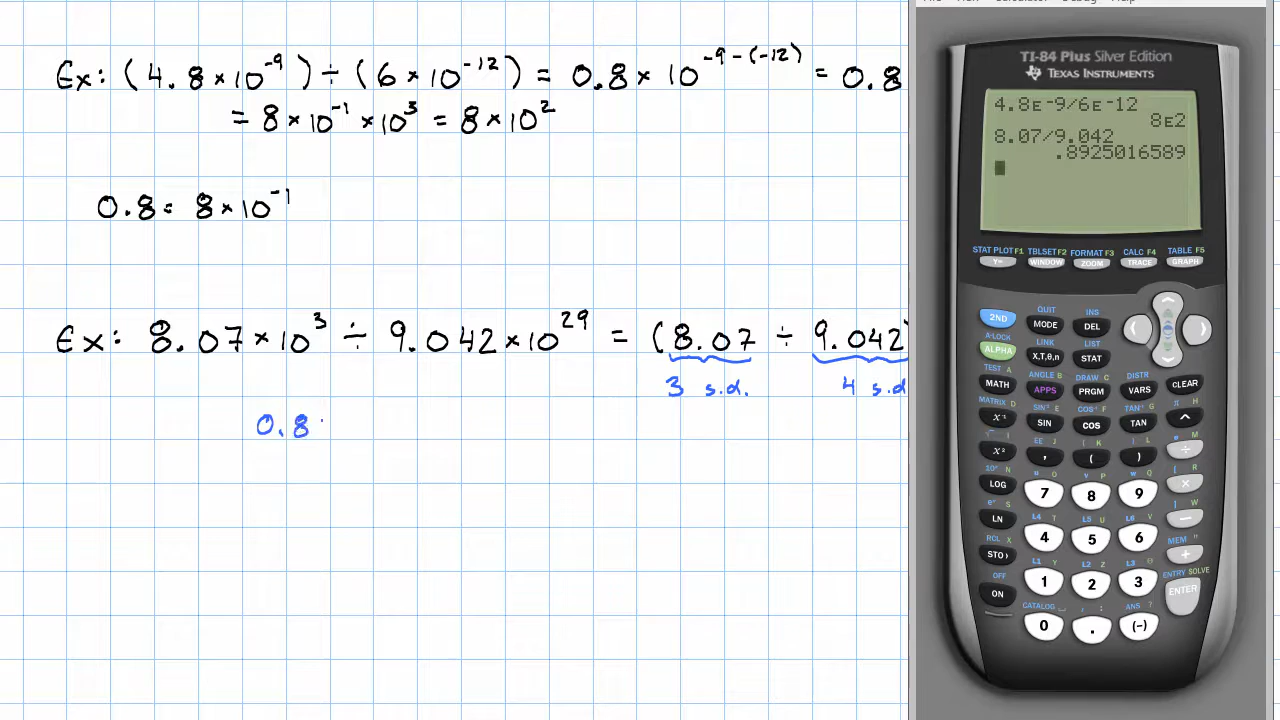 Ex: (4.8×10⁻⁹) ÷ (6×10⁻¹²) = 0.8×10⁻⁹⁻⁽⁻¹²⁾ = 0.8
= 8×10⁻¹×10³ = 8×10²
0.8 = 8×10⁻¹
Ex: 8.07×10³ ÷ 9.042×10²⁹ = (8.07 ÷ 9.042)
3 s.d. 4 s.d
0.8
TI-84 Plus Silver Edition
TEXAS INSTRUMENTS
4.8E-9/6E-12
8E2
8.07/9.042
.8925016589
STAT PLOT F1 TBLSET F2 FORMAT F3 CALC F4 TABLE F5
Y= WINDOW ZOOM TRACE GRAPH
QUIT INS
2ND MODE DEL
A-LOCK LINK LIST
ALPHA X,T,θ,n STAT
TEST A ANGLE B DRAW C DISTR
MATH APPS PRGM VARS CLEAR
MATRIX D SIN⁻¹ E COS⁻¹ F TAN⁻¹ G π H
x⁻¹ SIN COS TAN ^
√ I EE J { K } L e M
x² , ( ) ÷
10ˣ N u O v P w Q [ R
LOG 7 8 9 ×
eˣ S L4 T L5 U L6 V ] W
LN 4 5 6 −
RCL X L1 Y L2 Z L3 θ MEM "
STO› 1 2 3 +
OFF CATALOG ⎵ i : ANS ? ENTRY SOLVE
ON 0 . (−) ENTER